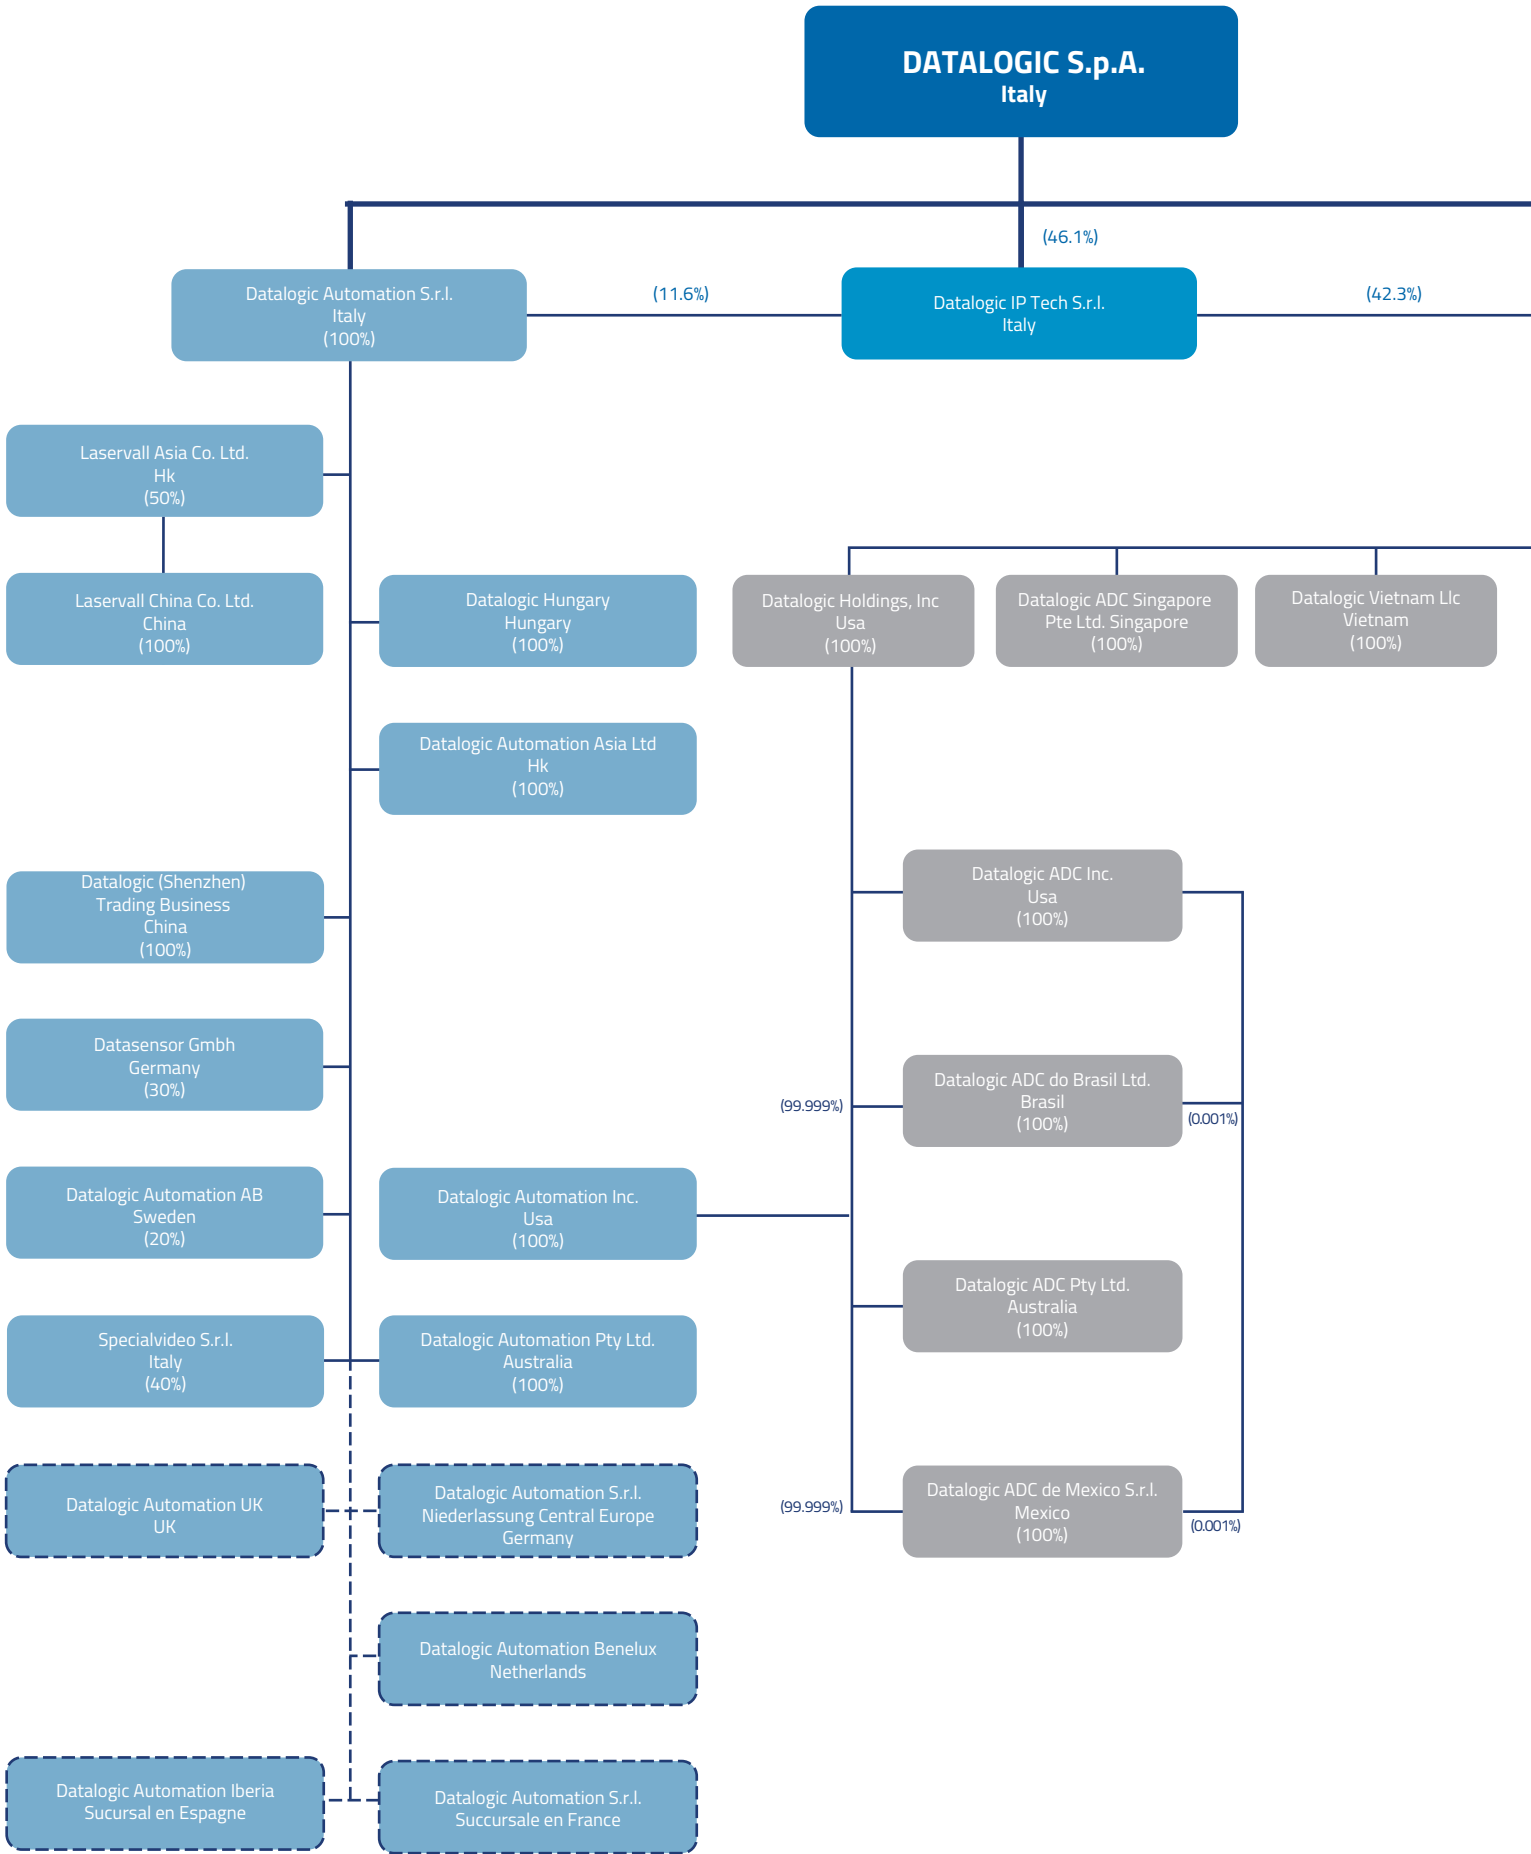 DATALOGIC S.p.A.
Italy
(46.1%)
Datalogic Automation S.r.l.
Italy
(100%)
(11.6%)
Datalogic IP Tech S.r.l.
Italy
(42.3%)
Laservall Asia Co. Ltd.
Hk
(50%)
Laservall China Co. Ltd.
China
(100%)
Datalogic Hungary
Hungary
(100%)
Datalogic Holdings, Inc
Usa
(100%)
Datalogic ADC Singapore
Pte Ltd. Singapore
(100%)
Datalogic Vietnam Llc
Vietnam
(100%)
Datalogic Automation Asia Ltd
Hk
(100%)
Datalogic (Shenzhen)
Trading Business
China
(100%)
Datalogic ADC Inc.
Usa
(100%)
Datasensor Gmbh
Germany
(30%)
(99.999%)
Datalogic ADC do Brasil Ltd.
Brasil
(100%)
(0.001%)
Datalogic Automation AB
Sweden
(20%)
Datalogic Automation Inc.
Usa
(100%)
Datalogic ADC Pty Ltd.
Australia
(100%)
Specialvideo S.r.l.
Italy
(40%)
Datalogic Automation Pty Ltd.
Australia
(100%)
Datalogic Automation UK
UK
Datalogic Automation S.r.l.
Niederlassung Central Europe
Germany
(99.999%)
Datalogic ADC de Mexico S.r.l.
Mexico
(100%)
(0.001%)
Datalogic Automation Benelux
Netherlands
Datalogic Automation Iberia
Sucursal en Espagne
Datalogic Automation S.r.l.
Succursale en France